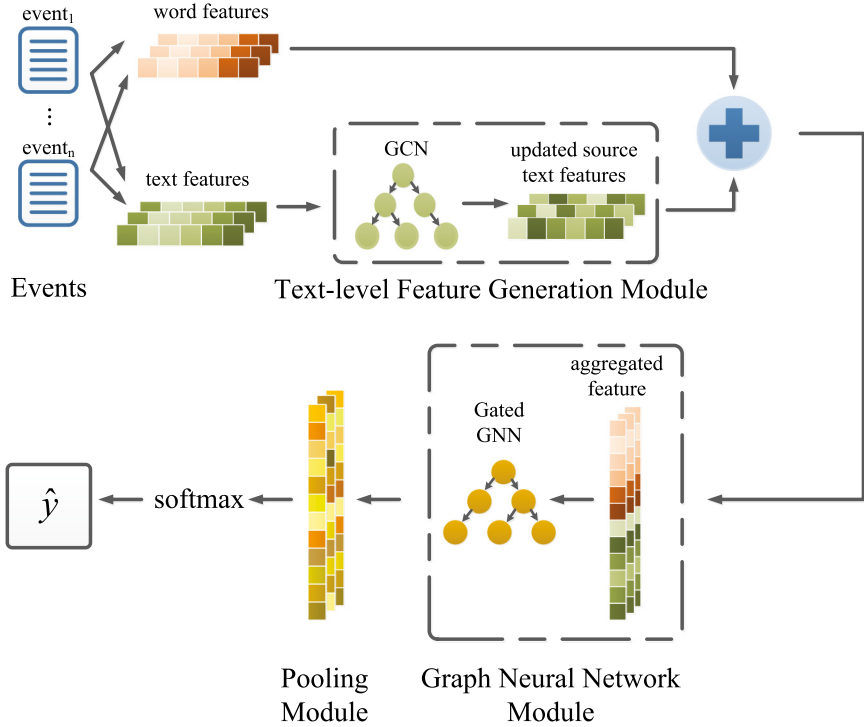 event1
word features
⋮
eventn
text features
GCN
updated source
text features
Events
Text-level Feature Generation Module
aggregated
feature
Gated
GNN
ŷ
softmax
Pooling
Module
Graph Neural Network
Module